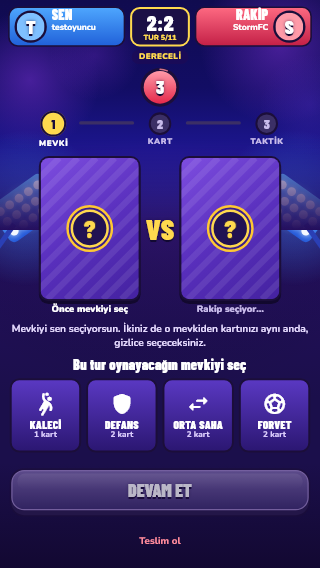 SEN
testoyuncu
T
2:2
TUR 5/11
RAKİP
StormFC
S
DERECELİ
3
1
2
3
MEVKİ
KART
TAKTİK
?
VS
?
Önce mevkiyi seç
Rakip seçiyor...
Mevkiyi sen seçiyorsun. İkiniz de o mevkiden kartınızı aynı anda,
gizlice seçeceksiniz.
Bu tur oynayacağın mevkiyi seç
KALECİ
1 kart
DEFANS
2 kart
ORTA SAHA
2 kart
FORVET
2 kart
DEVAM ET
Teslim ol